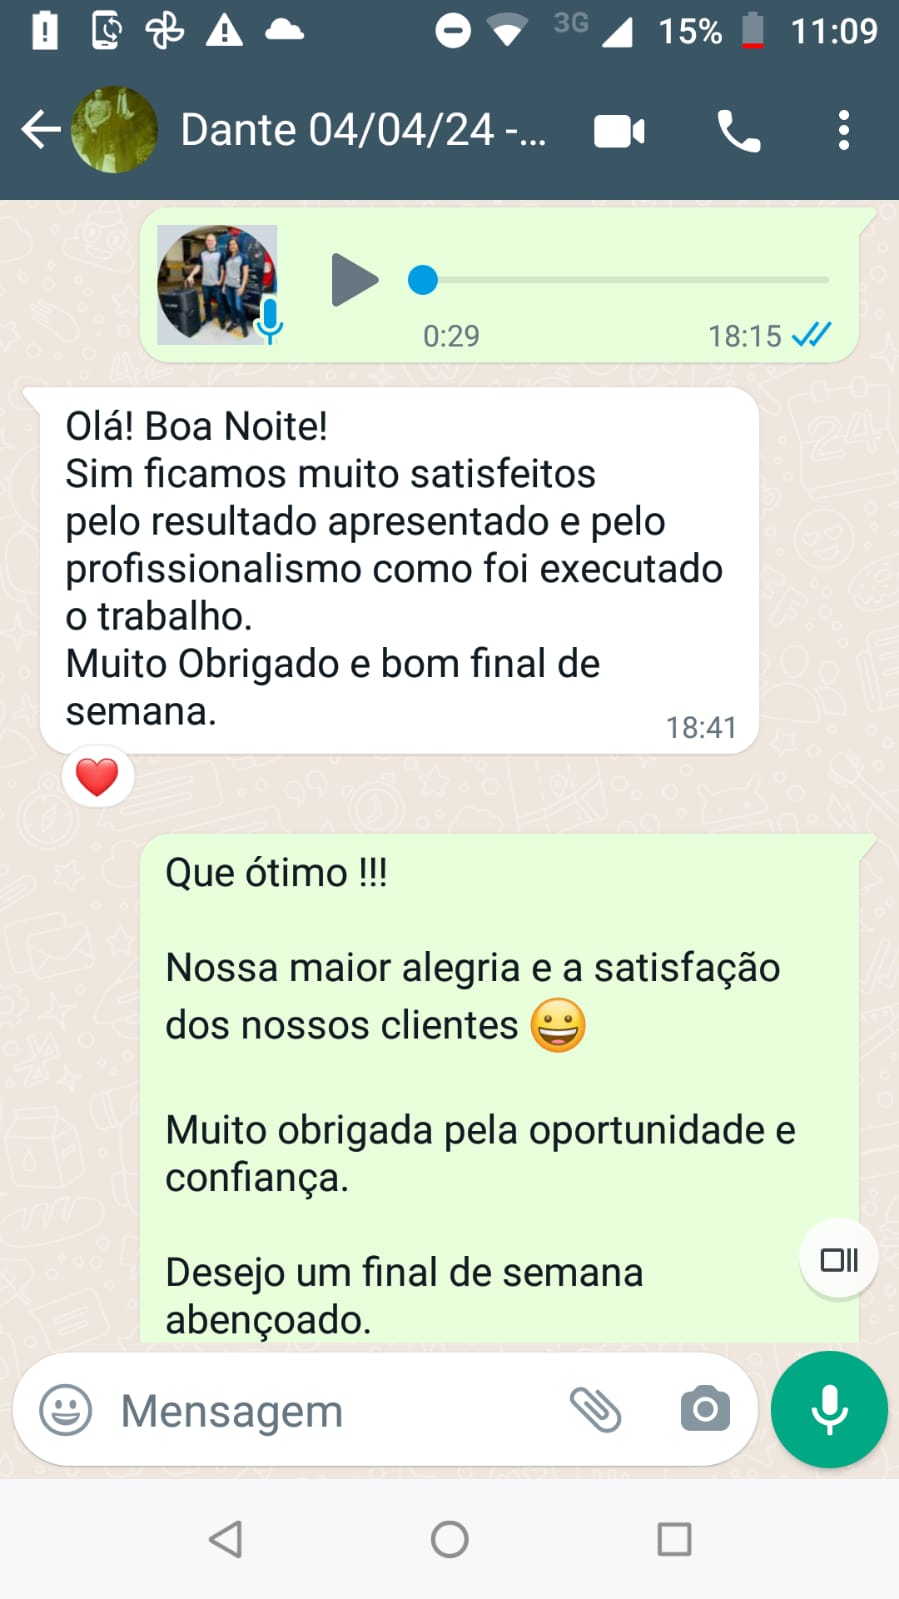 3G 15% 11:09
Dante 04/04/24 -...
0:29 18:15
Olá! Boa Noite!
Sim ficamos muito satisfeitos
pelo resultado apresentado e pelo
profissionalismo como foi executado
o trabalho.
Muito Obrigado e bom final de
semana.
18:41
Que ótimo !!!
Nossa maior alegria e a satisfação
dos nossos clientes 😀
Muito obrigada pela oportunidade e
confiança.
Desejo um final de semana
abençoado.
Mensagem